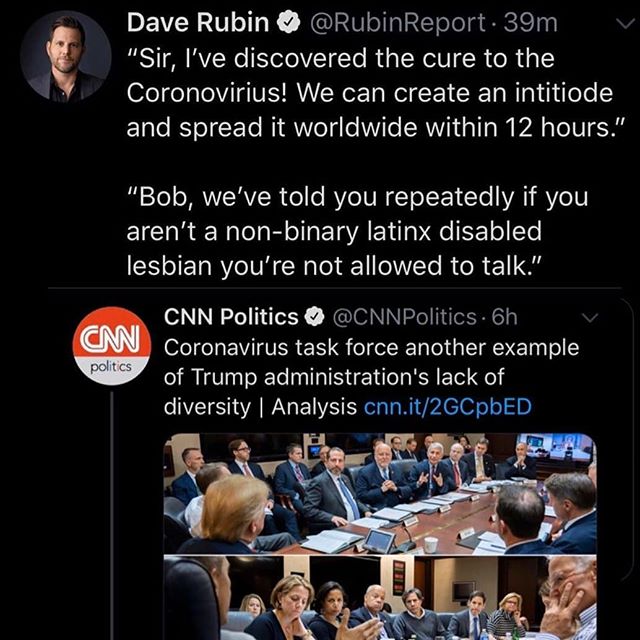 Dave Rubin @RubinReport · 39m
"Sir, I've discovered the cure to the
Coronovirius! We can create an intitiode
and spread it worldwide within 12 hours."
"Bob, we've told you repeatedly if you
aren't a non-binary latinx disabled
lesbian you're not allowed to talk."
CNN
politics
CNN Politics @CNNPolitics · 6h
Coronavirus task force another example
of Trump administration's lack of
diversity | Analysis cnn.it/2GCpbED